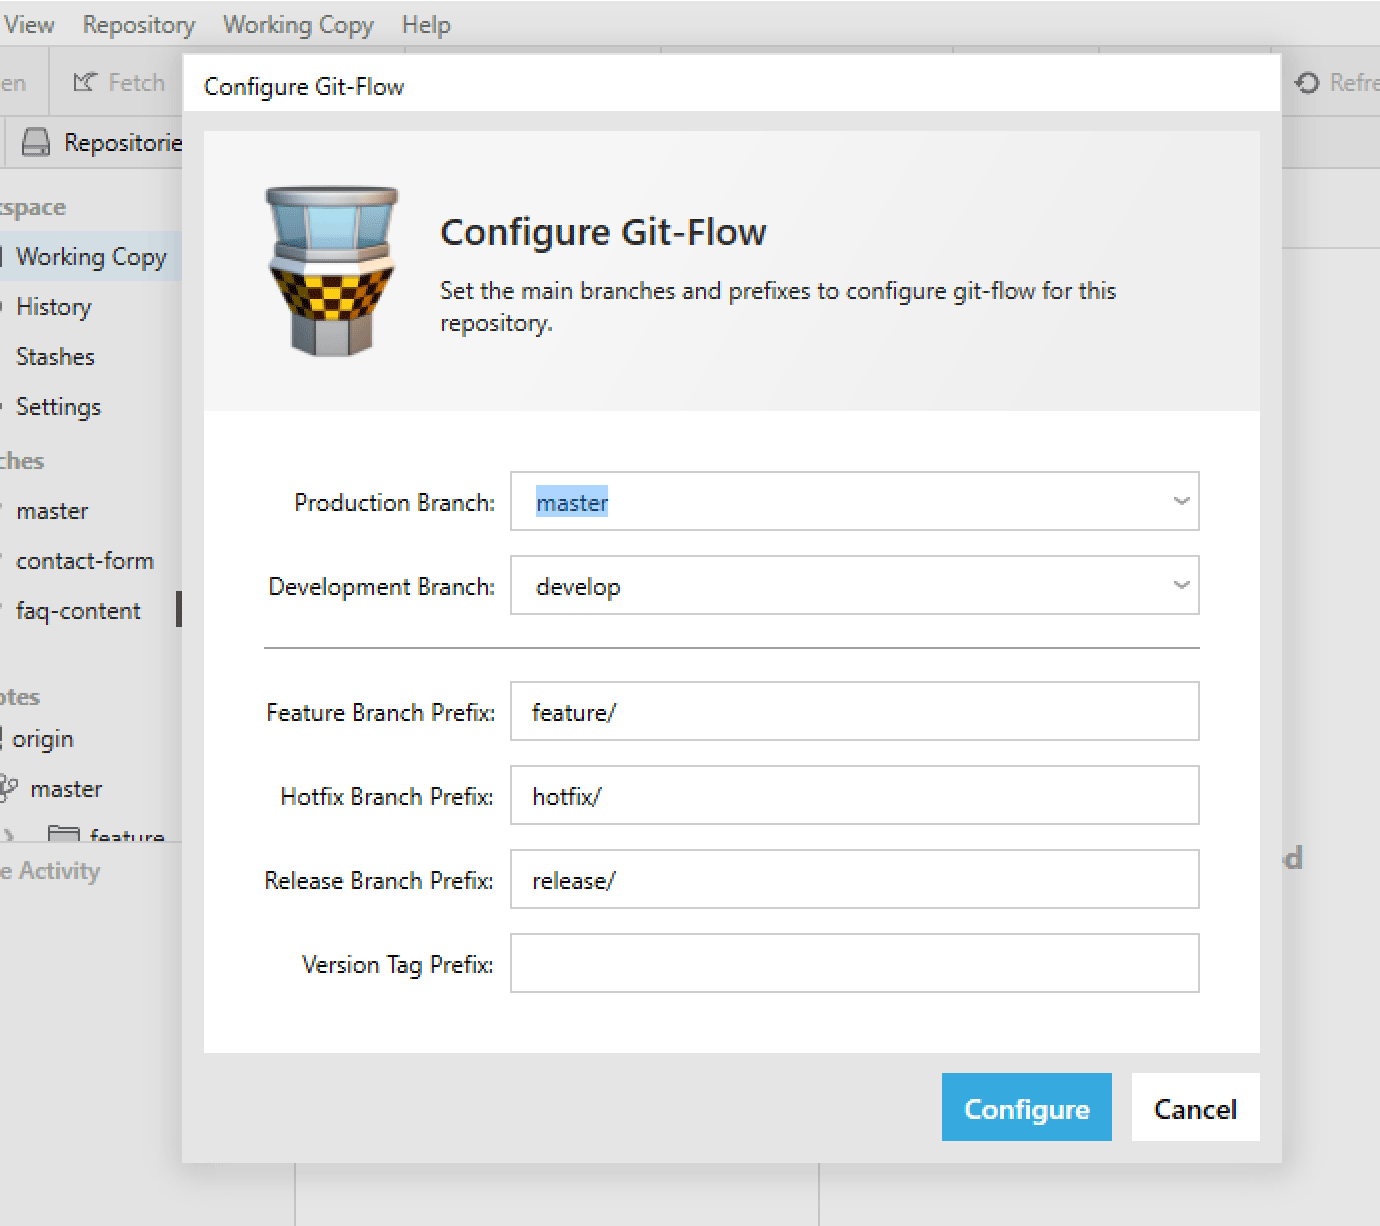 View Repository Working Copy Help
en Fetch Refre
Configure Git-Flow
Repositorie
Configure Git-Flow
Set the main branches and prefixes to configure git-flow for this
repository.
space
Working Copy
History
Stashes
Settings
ches
master
contact-form
faq-content
otes
origin
master
feature
e Activity
Production Branch: master
Development Branch: develop
Feature Branch Prefix: feature/
Hotfix Branch Prefix: hotfix/
Release Branch Prefix: release/
Version Tag Prefix:
d
Configure Cancel